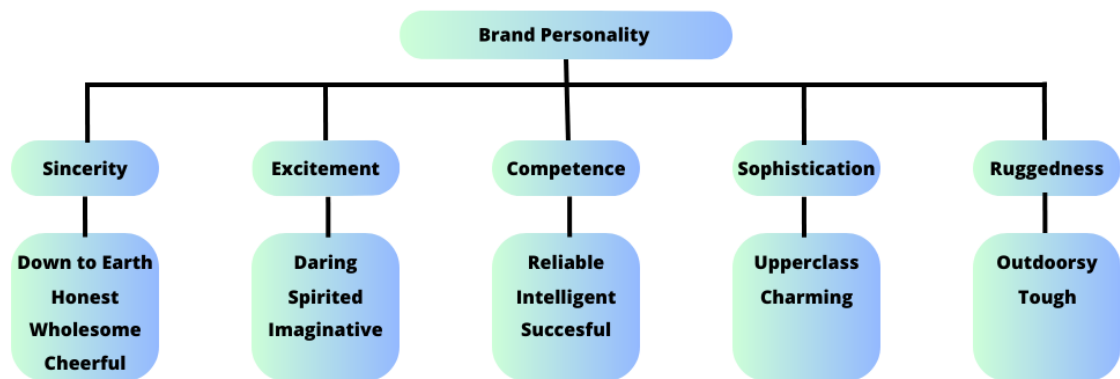 Brand Personality
Sincerity
Excitement
Competence
Sophistication
Ruggedness
Down to Earth
Honest
Wholesome
Cheerful
Daring
Spirited
Imaginative
Reliable
Intelligent
Succesful
Upperclass
Charming
Outdoorsy
Tough